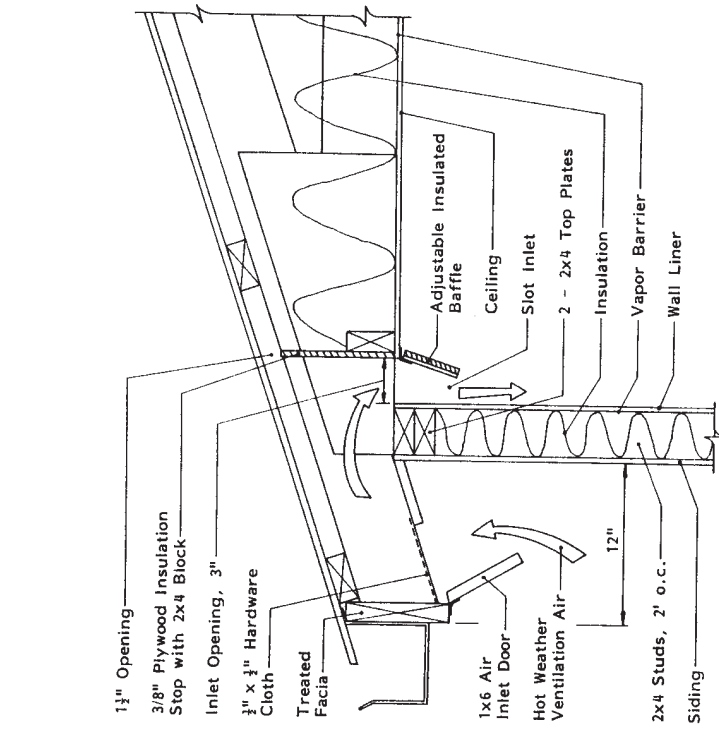 1½" Opening
3/8" Plywood Insulation
Stop with 2x4 Block
Inlet Opening, 3"
½" x ½" Hardware
Cloth
Treated
Facia
1x6 Air
Inlet Door
Hot Weather
Ventilation Air
12"
2x4 Studs, 2' o.c.
Siding
Adjustable Insulated
Baffle
Ceiling
Slot Inlet
2 - 2x4 Top Plates
Insulation
Vapor Barrier
Wall Liner